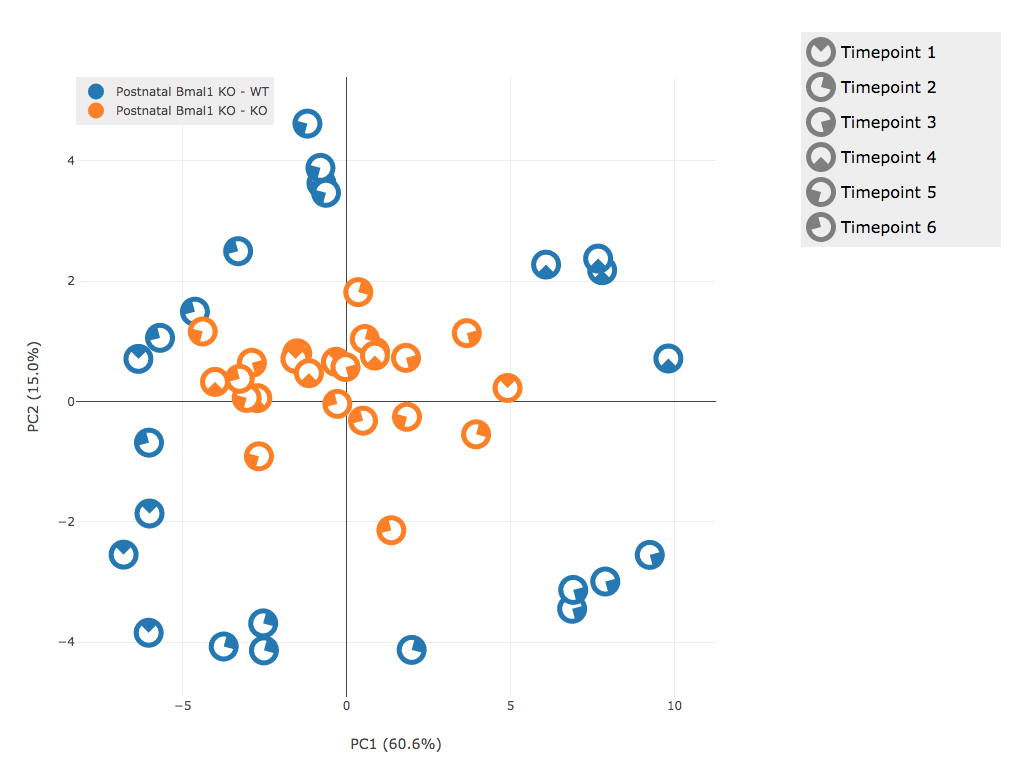 Postnatal Bmal1 KO - WT
Postnatal Bmal1 KO - KO
Timepoint 1
Timepoint 2
Timepoint 3
Timepoint 4
Timepoint 5
Timepoint 6
4
2
0
−2
−4
PC2 (15.0%)
−5
0
5
10
PC1 (60.6%)